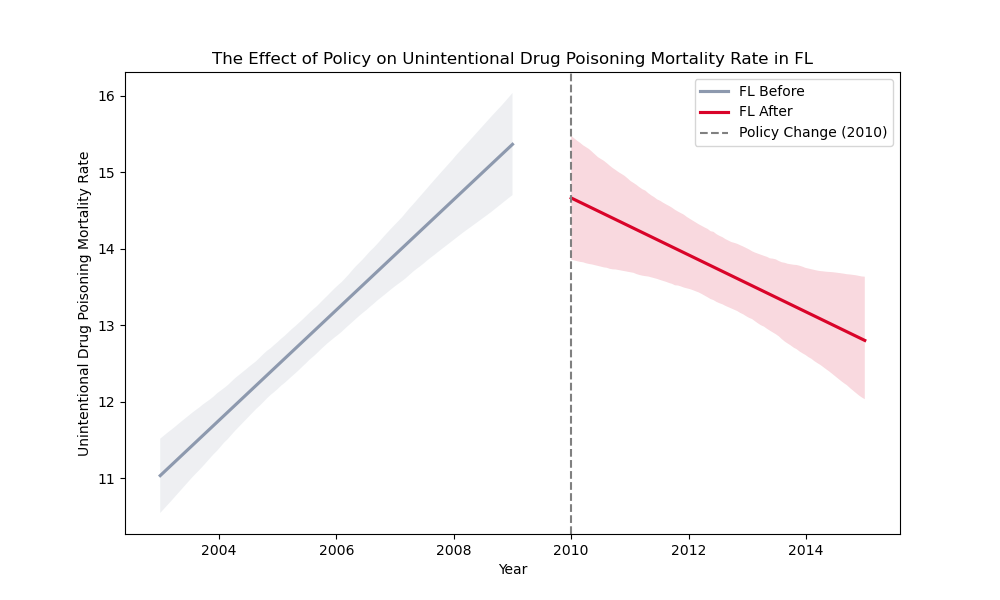 The Effect of Policy on Unintentional Drug Poisoning Mortality Rate in FL
FL Before
FL After
Policy Change (2010)
Unintentional Drug Poisoning Mortality Rate
16
15
14
13
12
11
2004
2006
2008
2010
2012
2014
Year